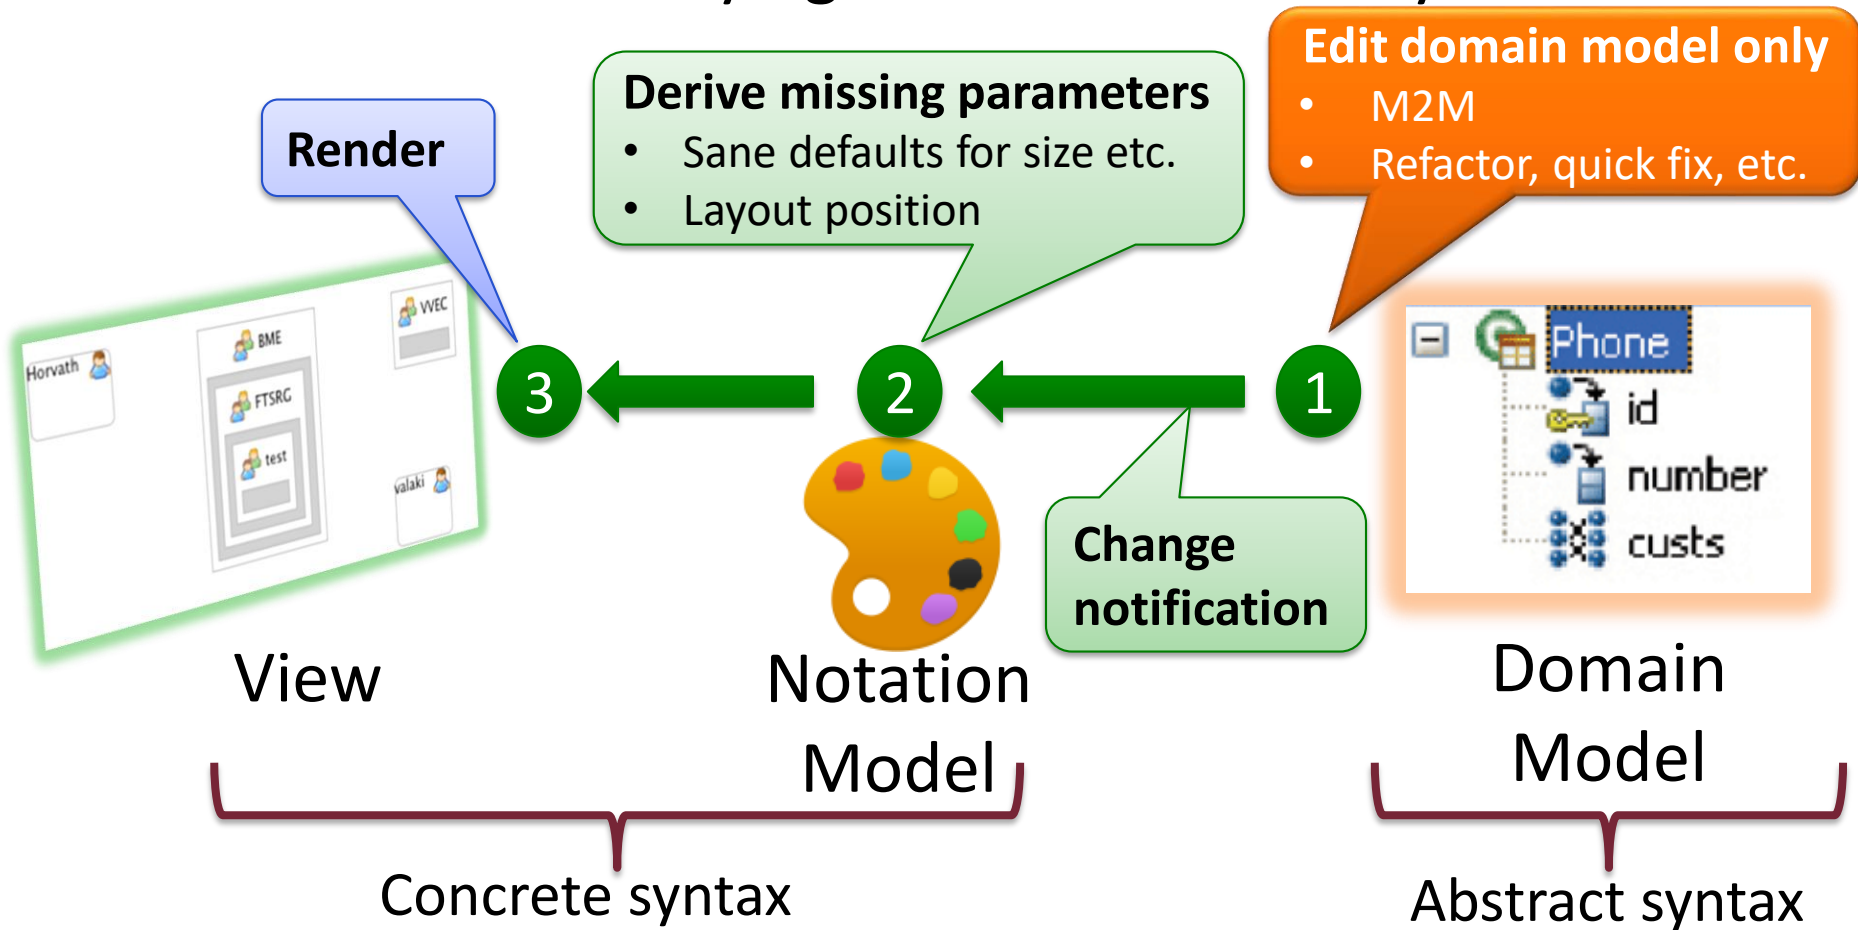 Edit domain model only
• M2M
• Refactor, quick fix, etc.
Derive missing parameters
• Sane defaults for size etc.
• Layout position
Render
Horvath
BME
FTSRG
test
VVEC
valaki
3
2
1
Phone
id
number
custs
Change
notification
View
Notation
Model
Domain
Model
Concrete syntax
Abstract syntax